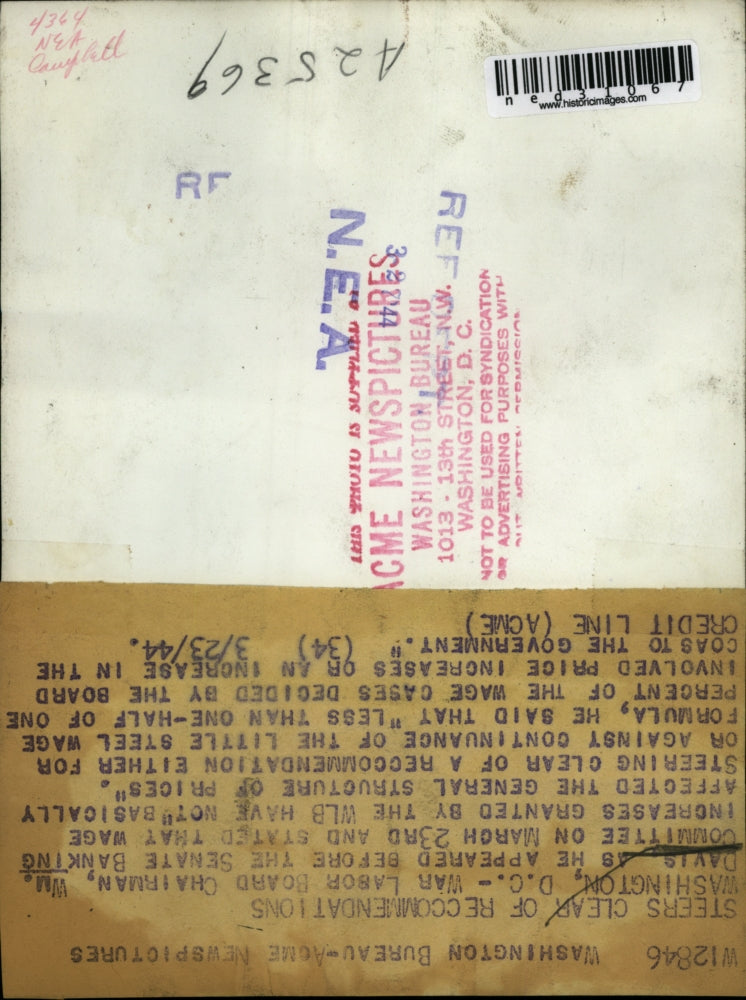 4364
NEA
Campbell
A25369
ned31067
www.historicimages.com
RF
N.E.A.
REF
THIS PHOTO IS SUPPLIED BY
ACME NEWSPICTURES
WASHINGTON BUREAU
1013 - 13th STREET, N.W.
WASHINGTON, D. C.
NOT TO BE USED FOR SYNDICATION
OR ADVERTISING PURPOSES WITH
OUT WRITTEN PERMISSION
W12846 WASHINGTON BUREAU-ACME NEWSPICTURES
STEERS CLEAR OF RECCOMMENDATIONS
WASHINGTON, D.C.-- WAR LABOR BOARD CHAIRMAN, WM.
DAVIS AS HE APPEARED BEFORE THE SENATE BANKING
COMMITTEE ON MARCH 23RD AND STATED THAT WAGE
INCREASES GRANTED BY THE WLB HAVE NOT "BASICALLY
AFFECTED THE GENERAL STRUCTURE OF PRICES".
STEERING CLEAR OF A RECCOMMENDATION EITHER FOR
OR AGAINST CONTINUANCE OF THE LITTLE STEEL WAGE
FORMULA, HE SAID THAT "LESS THAN ONE-HALF OF ONE
PERCENT OF THE WAGE CASES DECIDED BY THE BOARD
INVOLVED PRICE INCREASES OR AN INCREASE IN THE
COAS TO THE GOVERNMENT." (34) 3/23/44.
CREDIT LINE (ACME)